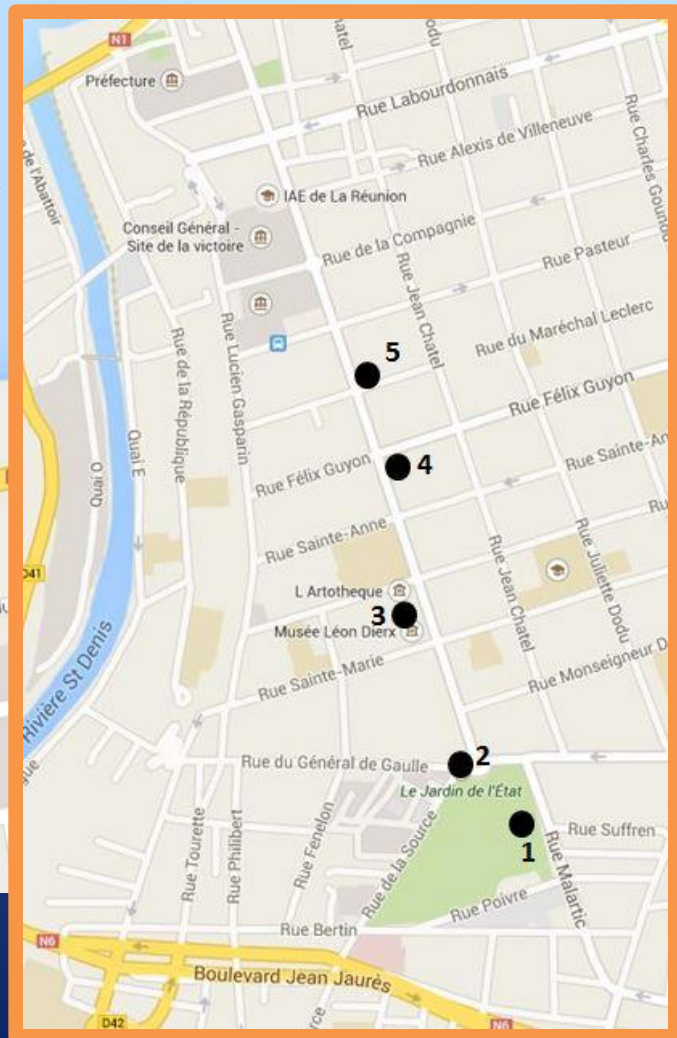 N1
Préfecture
Rue Labourdonnais
Rue Alexis de Villeneuve
Rue Charles Gounod
IAE de La Réunion
Conseil Général -
Site de la victoire
Rue de la Compagnie
Rue Pasteur
Rue Jean Chatel
Rue Lucien Gasparin
Rue de la République
Rue du Maréchal Leclerc
5
Rue Félix Guyon
Quai E
Quai O
4
Rue Félix Guyon
Rue Sainte-An
Rue Sainte-Anne
Ru
D41
L Artotheque
3
Musée Léon Dierx
Rue Jean Chatel
Rue Juliette Dodu
Rivière St Denis
Rue Sainte-Marie
Rue Monseigneur D
2
Rue du Général de Gaulle
Le Jardin de l'État
1
Rue Suffren
Rue Tourette
Rue Philibert
Rue Fenelon
Rue de la Source
Rue Malartic
Rue Poivre
Rue Bertin
N6
Boulevard Jean Jaurès
D42
N6